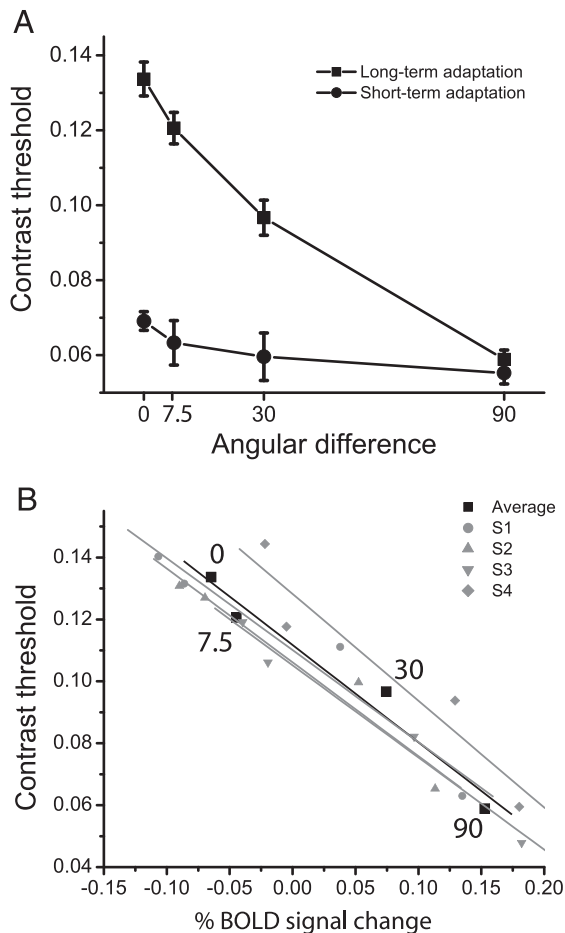 A
Contrast threshold
0.14
0.12
0.10
0.08
0.06
Long-term adaptation
Short-term adaptation
0 7.5 30 90
Angular difference
B
Contrast threshold
0.14
0.12
0.10
0.08
0.06
0.04
Average
S1
S2
S3
S4
0
7.5
30
90
-0.15 -0.10 -0.05 0.00 0.05 0.10 0.15 0.20
% BOLD signal change